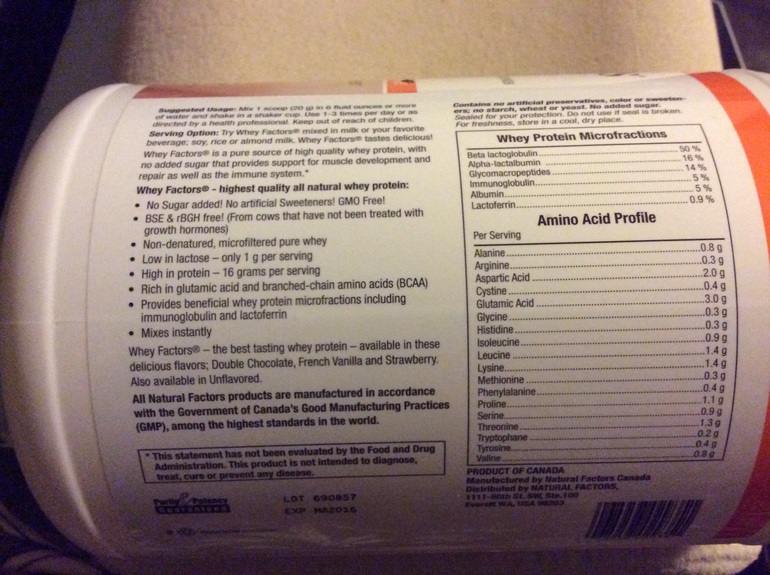 Suggested Usage: Mix 1 scoop (20 g) in 6 fluid ounces or more
of water and shake in a shaker cup. Use 1-3 times per day or as
directed by a health professional. Keep out of reach of children.
Serving Option: Try Whey Factors® mixed in milk or your favorite
beverage; soy, rice or almond milk. Whey Factors® tastes delicious!
Whey Factors® is a pure source of high quality whey protein, with
no added sugar that provides support for muscle development and
repair as well as the immune system.*
Whey Factors® - highest quality all natural whey protein:
• No Sugar added! No artificial Sweeteners! GMO Free!
• BSE & rBGH free! (From cows that have not been treated with
growth hormones)
• Non-denatured, microfiltered pure whey
• Low in lactose – only 1 g per serving
• High in protein – 16 grams per serving
• Rich in glutamic acid and branched-chain amino acids (BCAA)
• Provides beneficial whey protein microfractions including
immunoglobulin and lactoferrin
• Mixes instantly
Whey Factors® – the best tasting whey protein – available in these
delicious flavors; Double Chocolate, French Vanilla and Strawberry.
Also available in Unflavored.
All Natural Factors products are manufactured in accordance
with the Government of Canada's Good Manufacturing Practices
(GMP), among the highest standards in the world.
* This statement has not been evaluated by the Food and Drug
Administration. This product is not intended to diagnose,
treat, cure or prevent any disease.
Purity & Potency
Guaranteed
LOT 690857
EXP MA2016
Contains no artificial preservatives, color or sweeten-
ers; no starch, wheat or yeast. No added sugar.
Sealed for your protection. Do not use if seal is broken.
For freshness, store in a cool, dry place.
Whey Protein Microfractions
Beta lactoglobulin 50 %
Alpha-lactalbumin 16 %
Glycomacropeptides 14 %
Immunoglobulin 5 %
Albumin 5 %
Lactoferrin 0.9 %
Amino Acid Profile
Per Serving
Alanine 0.8 g
Arginine 0.3 g
Aspartic Acid 2.0 g
Cystine 0.4 g
Glutamic Acid 3.0 g
Glycine 0.3 g
Histidine 0.3 g
Isoleucine 0.9 g
Leucine 1.4 g
Lysine 1.4 g
Methionine 0.3 g
Phenylalanine 0.4 g
Proline 1.1 g
Serine 0.9 g
Threonine 1.3 g
Tryptophane 0.2 g
Tyrosine 0.4 g
Valine 0.8 g
PRODUCT OF CANADA
Manufactured by Natural Factors Canada
Distributed by NATURAL FACTORS,
1111-80th St. SW, Ste.100
Everett WA, USA 98203